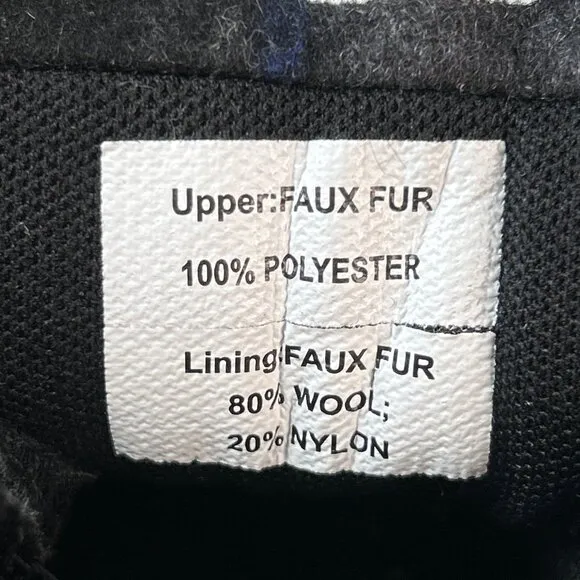 Upper:FAUX FUR
100% POLYESTER
Lining:FAUX FUR
80% WOOL;
20% NYLON